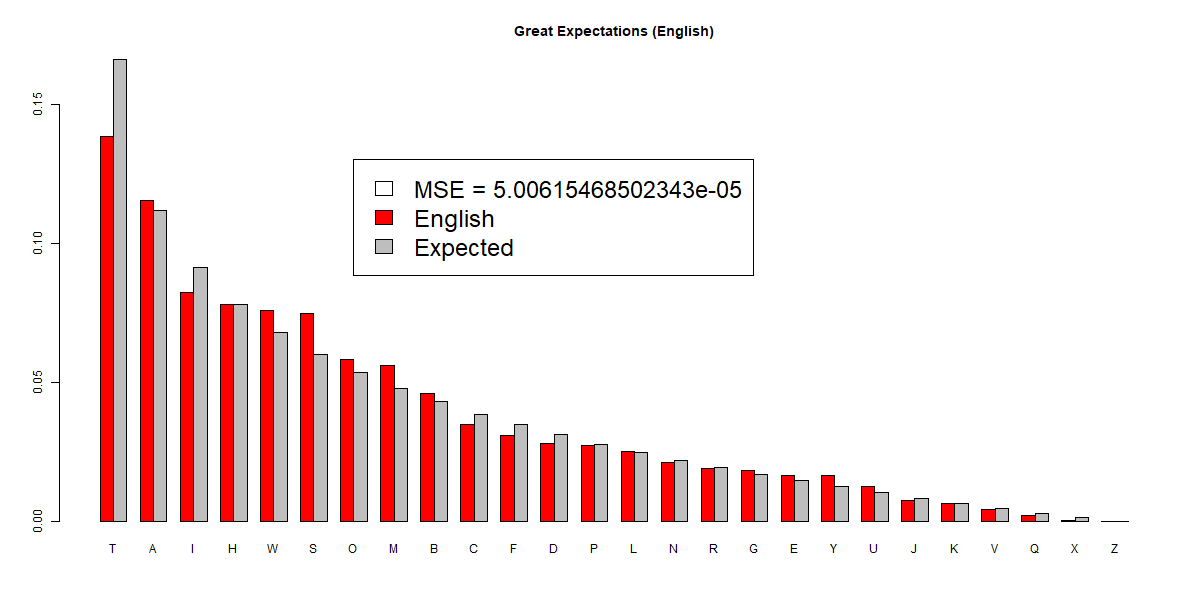 Great Expectations (English)
0.15
0.10
0.05
0.00
MSE = 5.00615468502343e-05
English
Expected
T A I H W S O M B C F D P L N R G E Y U J K V Q X Z